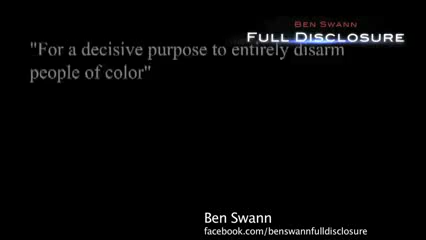 BEN SWANN
FULL DISCLOSURE
"For a decisive purpose to entirely disarm
people of color"
Ben Swann
facebook.com/benswannfulldisclosure